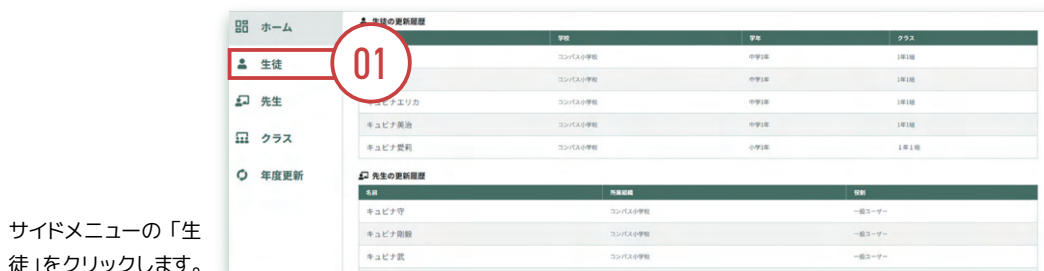 ホーム
生徒
先生
クラス
年度更新
01
生徒の更新履歴
学校 学年 クラス
コンパス小学校 中学1年 1年1組
コンパス小学校 中学1年 1年1組
キュビナエリカ コンパス小学校 中学1年 1年1組
キュビナ美治 コンパス小学校 中学1年 1年1組
キュビナ愛莉 コンパス小学校 小学1年 1年1組
先生の更新履歴
名前 所属組織 役割
キュビナ守 コンパス小学校 一般ユーザー
キュビナ剛毅 コンパス小学校 一般ユーザー
キュビナ武 コンパス小学校 一般ユーザー
サイドメニューの「生
徒」をクリックします。